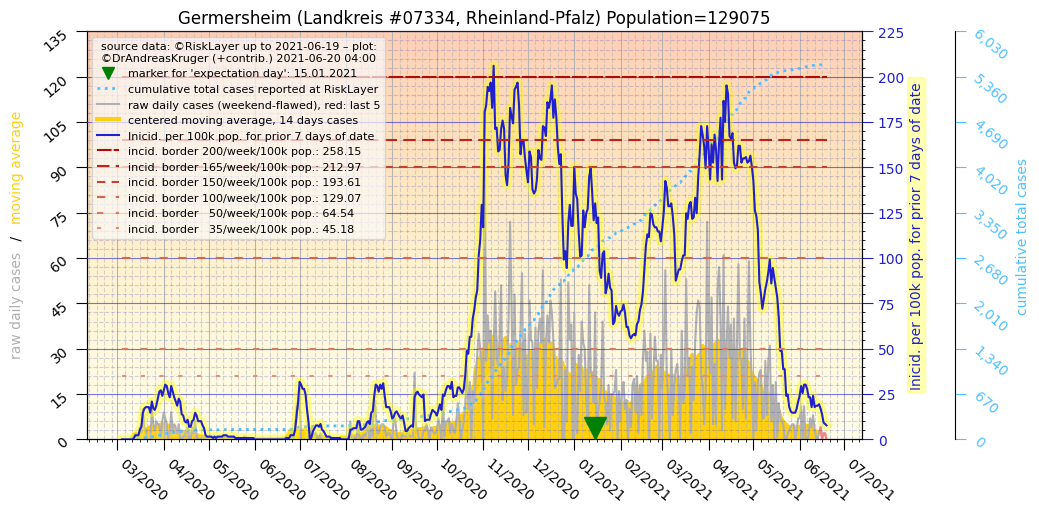 Germersheim (Landkreis #07334, Rheinland-Pfalz) Population=129075
source data: ©RiskLayer up to 2021-06-19 – plot:
©DrAndreasKruger (+contrib.) 2021-06-20 04:00
marker for 'expectation day': 15.01.2021
cumulative total cases reported at RiskLayer
raw daily cases (weekend-flawed), red: last 5
centered moving average, 14 days cases
Inicid. per 100k pop. for prior 7 days of date
incid. border 200/week/100k pop.: 258.15
incid. border 165/week/100k pop.: 212.97
incid. border 150/week/100k pop.: 193.61
incid. border 100/week/100k pop.: 129.07
incid. border   50/week/100k pop.: 64.54
incid. border   35/week/100k pop.: 45.18
raw daily cases / moving average
135
120
105
90
75
60
45
30
15
0
03/2020
04/2020
05/2020
06/2020
07/2020
08/2020
09/2020
10/2020
11/2020
12/2020
01/2021
02/2021
03/2021
04/2021
05/2021
06/2021
07/2021
225
200
175
150
125
100
75
50
25
0
Inicid. per 100k pop. for prior 7 days of date
6,030
5,360
4,690
4,020
3,350
2,680
2,010
1,340
670
0
cumulative total cases